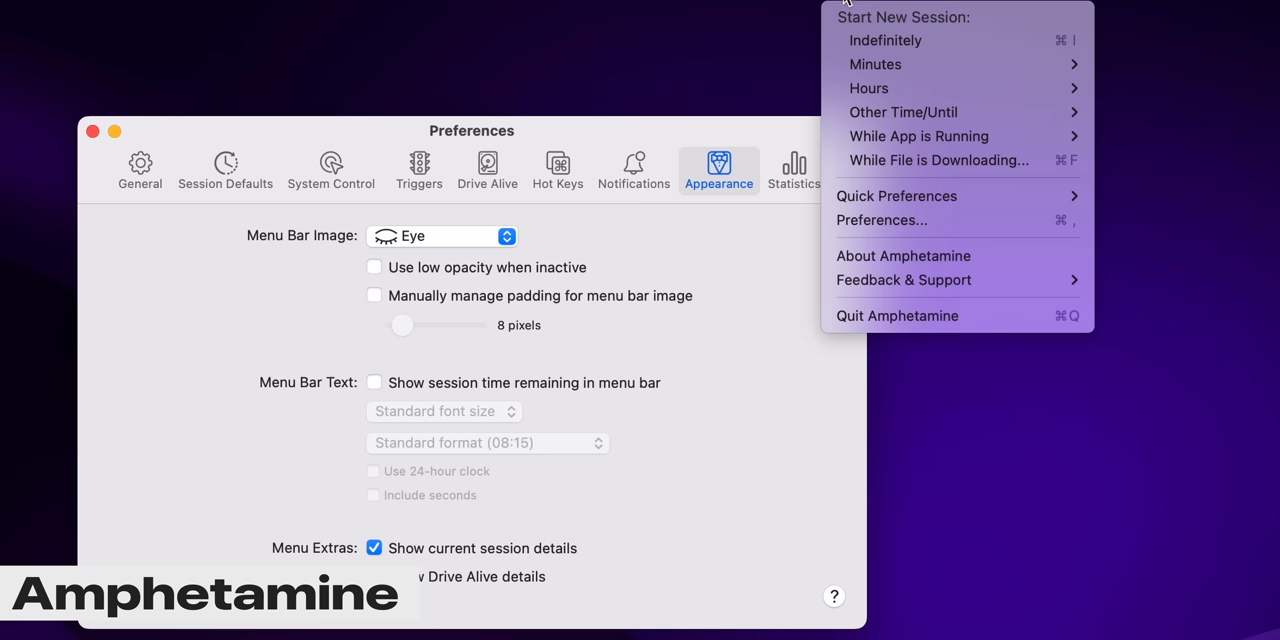 Start New Session:
Indefinitely ⌘ I
Minutes
Hours
Other Time/Until
While App is Running
While File is Downloading... ⌘ F
Quick Preferences
Preferences... ⌘ ,
About Amphetamine
Feedback & Support
Quit Amphetamine ⌘ Q
Preferences
General Session Defaults System Control Triggers Drive Alive Hot Keys Notifications Appearance Statistics
Menu Bar Image: Eye
Use low opacity when inactive
Manually manage padding for menu bar image
8 pixels
Menu Bar Text: Show session time remaining in menu bar
Standard font size
Standard format (08:15)
Use 24-hour clock
Include seconds
Menu Extras: Show current session details
Drive Alive details
?
Amphetamine